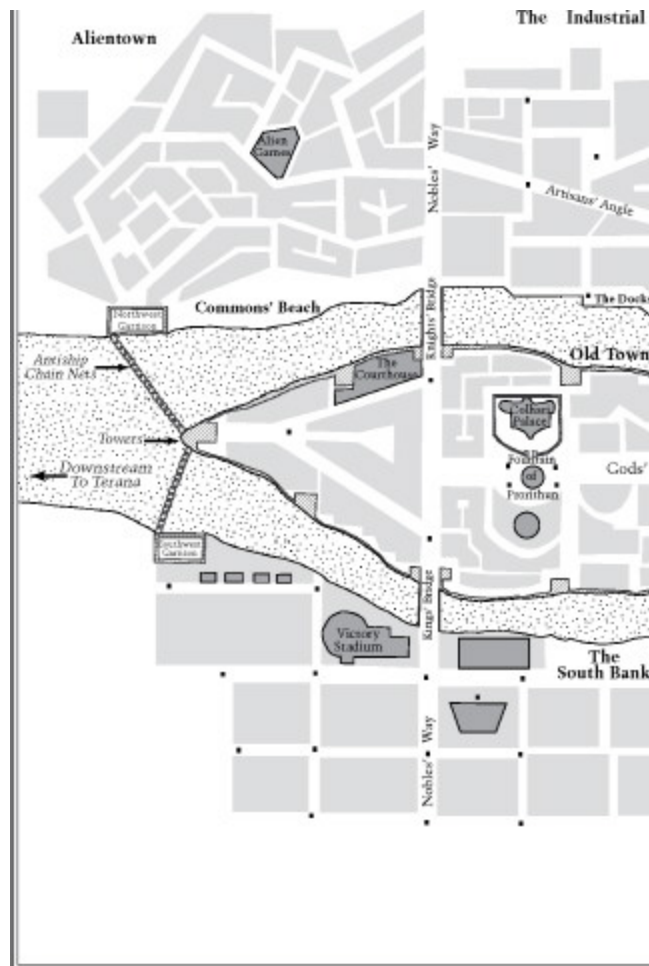 The Industrial
Alientown
Alien
Games
Nobles' Way
Artisans' Angle
Northwest
Garrison
Commons' Beach
Knights' Bridge
The Docks
Antiship
Chain Nets
The
Courthouse
Old Town
Colhari
Palace
Towers
Fountain
of
Prorithun
Gods'
Downstream
To Terana
Southwest
Garrison
Kings' Bridge
Victory
Stadium
The
South Bank
Nobles' Way